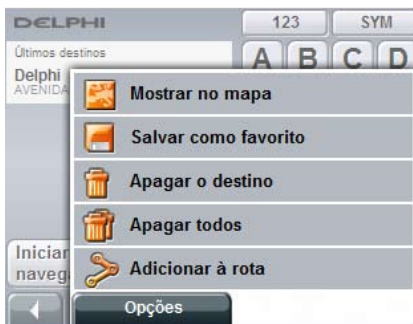 DELPHI
123 SYM
Últimos destinos
A B C D
Delphi
AVENIDA
Mostrar no mapa
Salvar como favorito
Apagar o destino
Apagar todos
Adicionar à rota
Iniciar
naveg
Opções